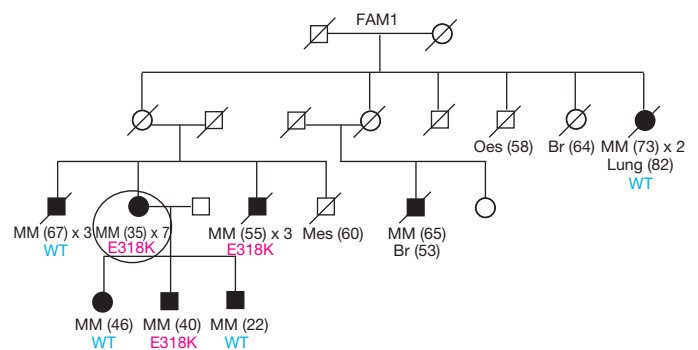 FAM1
Oes (58) Br (64) MM (73) x 2
Lung (82)
WT
MM (67) x 3 MM (35) x 7 MM (55) x 3 Mes (60) MM (65)
WT E318K E318K Br (53)
MM (46) MM (40) MM (22)
WT E318K WT